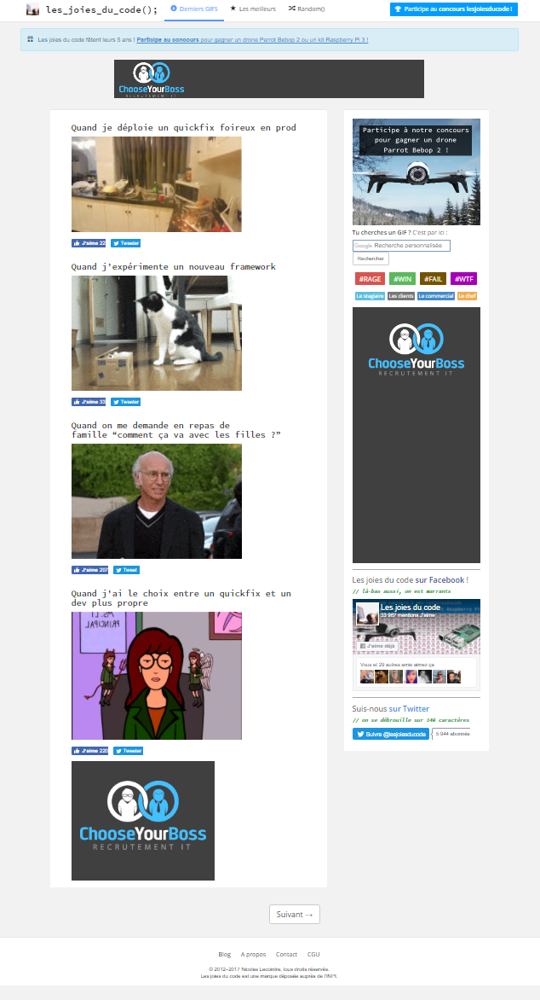 les_joies_du_code();
Derniers GIFS
Les meilleurs
Random()
Participe au concours lesjoiesducode !
Les joies du code fêtent leurs 5 ans ! Participe au concours pour gagner un drone Parrot Bebop 2 ou un kit Raspberry Pi 3 !
ChooseYourBoss
RECRUTEMENT IT
Quand je déploie un quickfix foireux en prod
J'aime 22
Tweeter
Quand j'expérimente un nouveau framework
J'aime 33
Tweeter
Quand on me demande en repas de
famille “comment ça va avec les filles ?”
J'aime 207
Tweet
Quand j'ai le choix entre un quickfix et un
dev plus propre
MS. LI
PRINCIPAL
J'aime 220
Tweeter
ChooseYourBoss
RECRUTEMENT IT
Suivant →
Participe à notre concours
pour gagner un drone
Parrot Bebop 2 !
Tu cherches un GIF ? C'est par ici :
Google Recherche personnalisée
Rechercher
#RAGE
#WIN
#FAIL
#WTF
Le stagiaire
Les clients
Le commercial
Le chef
ChooseYourBoss
RECRUTEMENT IT
Les joies du code sur Facebook !
// là-bas aussi, on est marrants
Les joies du code
33 987 mentions J'aime
J'aime déjà
Vous et 29 autres amis aimez ça
Suis-nous sur Twitter
// on se débrouille sur 140 caractères
Suivre @lesjoiesducode
5 944 abonnés
Blog
A propos
Contact
CGU
© 2012–2017 Nicolas Lecointre, tous droits réservés.
Les joies du code est une marque déposée auprès de l'INPI.